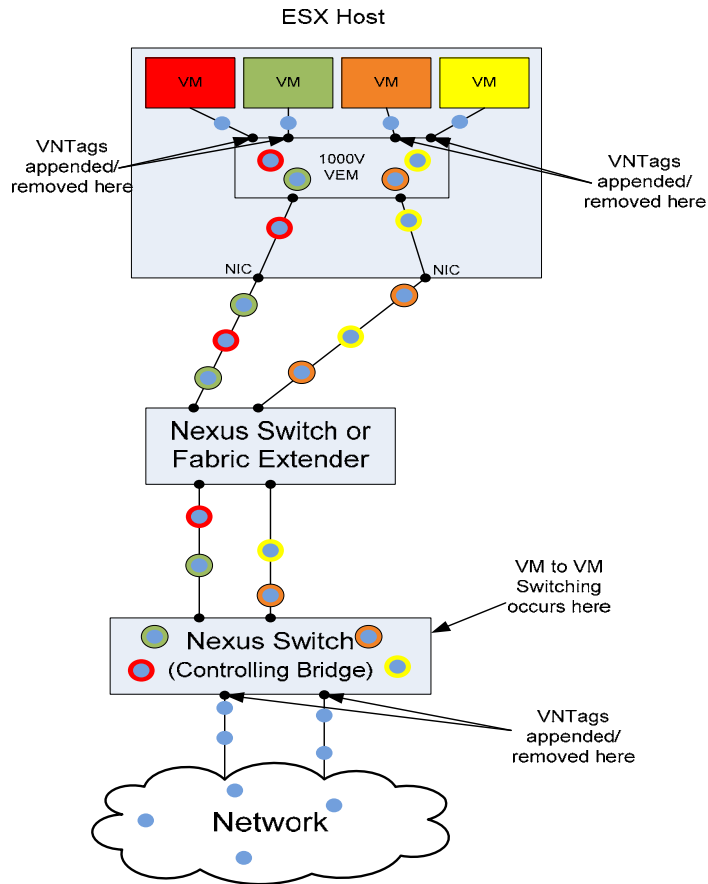 ESX Host
VM
VM
VM
VM
VNTags
appended/
removed here
1000V
VEM
VNTags
appended/
removed here
NIC
NIC
Nexus Switch or
Fabric Extender
VM to VM
Switching
occurs here
Nexus Switch
(Controlling Bridge)
VNTags
appended/
removed here
Network